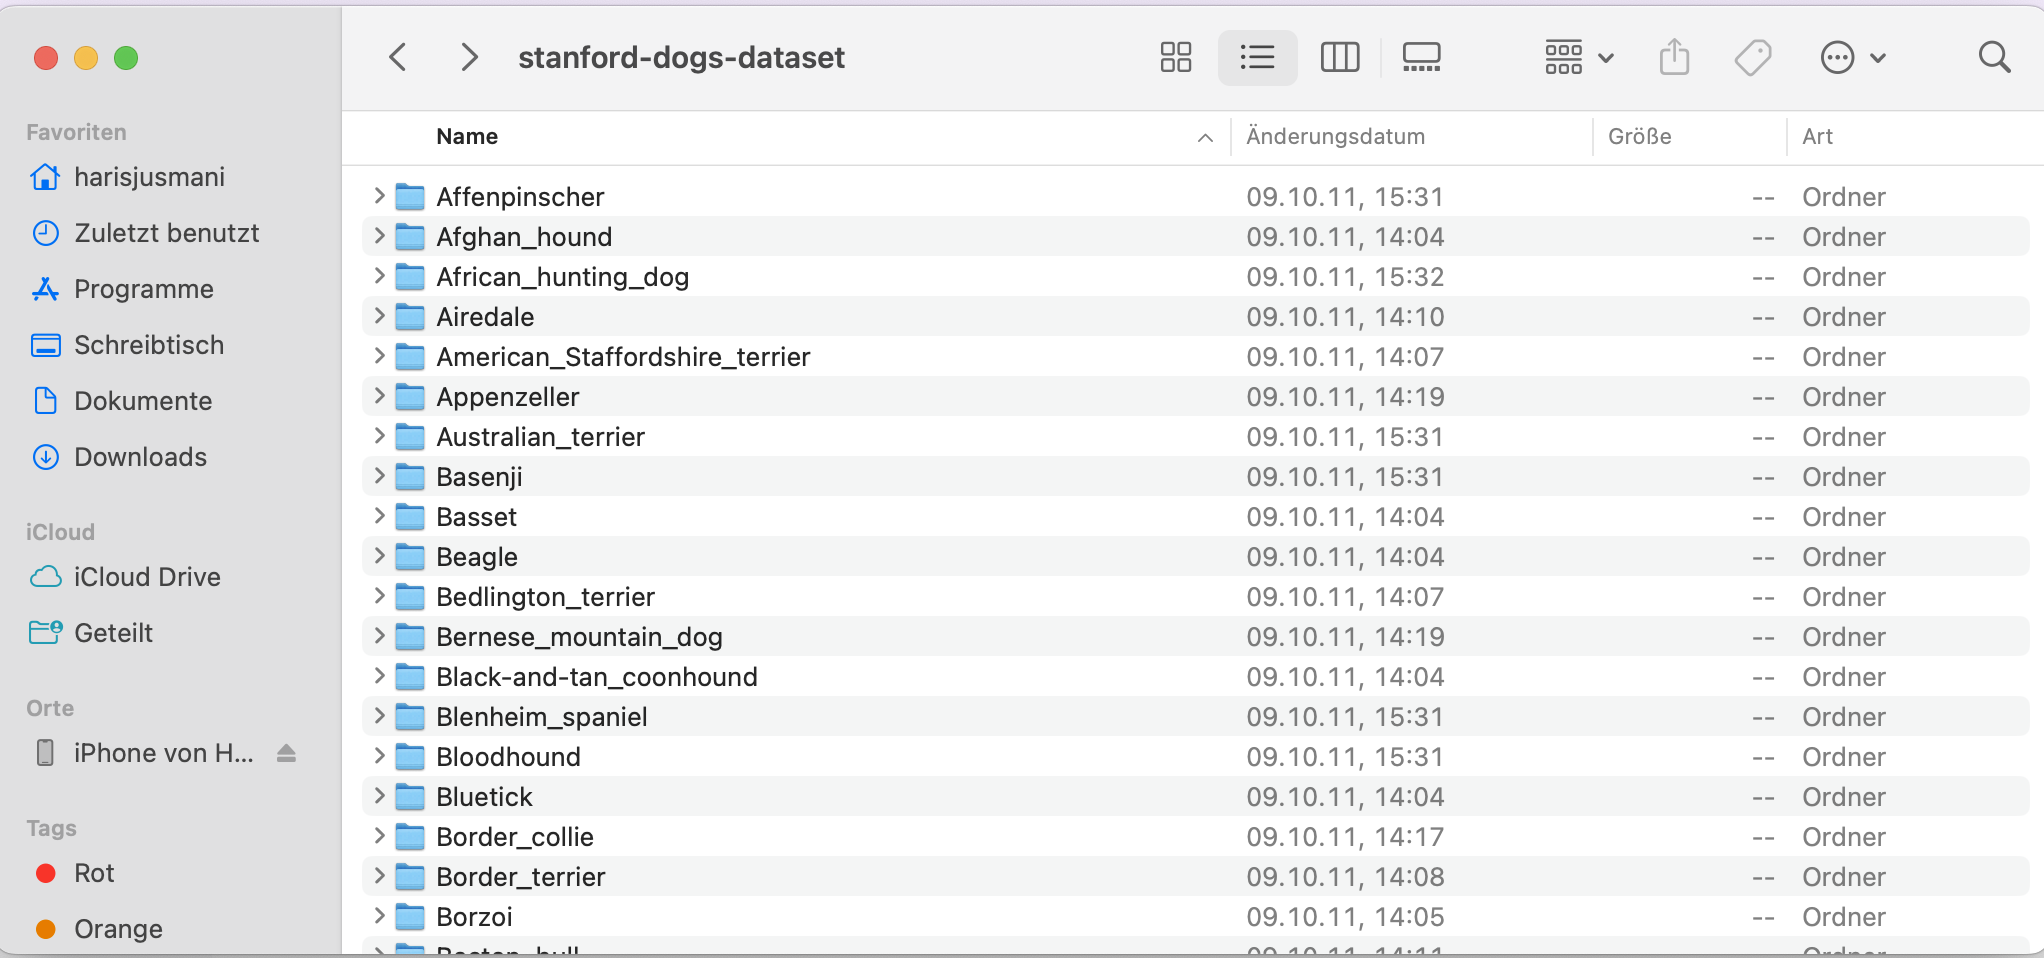 stanford-dogs-dataset
Favoriten
harisjusmani
Zuletzt benutzt
Programme
Schreibtisch
Dokumente
Downloads
iCloud
iCloud Drive
Geteilt
Orte
iPhone von H...
Tags
Rot
Orange
Name Änderungsdatum Größe Art
Affenpinscher 09.10.11, 15:31 -- Ordner
Afghan_hound 09.10.11, 14:04 -- Ordner
African_hunting_dog 09.10.11, 15:32 -- Ordner
Airedale 09.10.11, 14:10 -- Ordner
American_Staffordshire_terrier 09.10.11, 14:07 -- Ordner
Appenzeller 09.10.11, 14:19 -- Ordner
Australian_terrier 09.10.11, 15:31 -- Ordner
Basenji 09.10.11, 15:31 -- Ordner
Basset 09.10.11, 14:04 -- Ordner
Beagle 09.10.11, 14:04 -- Ordner
Bedlington_terrier 09.10.11, 14:07 -- Ordner
Bernese_mountain_dog 09.10.11, 14:19 -- Ordner
Black-and-tan_coonhound 09.10.11, 14:04 -- Ordner
Blenheim_spaniel 09.10.11, 15:31 -- Ordner
Bloodhound 09.10.11, 15:31 -- Ordner
Bluetick 09.10.11, 14:04 -- Ordner
Border_collie 09.10.11, 14:17 -- Ordner
Border_terrier 09.10.11, 14:08 -- Ordner
Borzoi 09.10.11, 14:05 -- Ordner